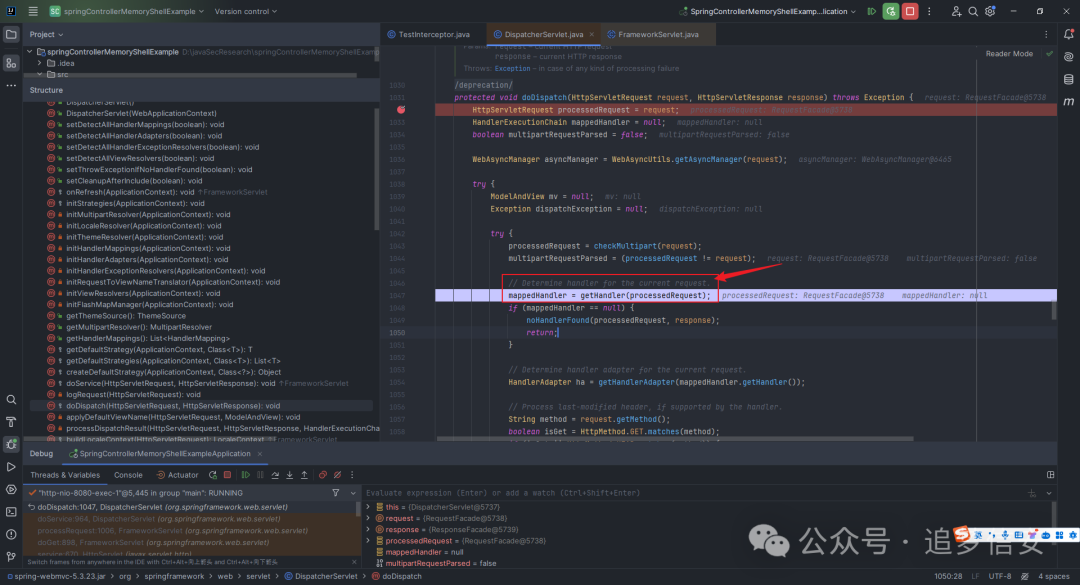 SC springControllerMemoryShellExample Version control
SpringControllerMemoryShellExamp...lication
Project
springControllerMemoryShellExample D:\javaSecResearch\springControllerMemoryShellExam
.idea
src
Structure
DispatcherServlet()
DispatcherServlet(WebApplicationContext)
setDetectAllHandlerMappings(boolean): void
setDetectAllHandlerAdapters(boolean): void
setDetectAllHandlerExceptionResolvers(boolean): void
setDetectAllViewResolvers(boolean): void
setThrowExceptionIfNoHandlerFound(boolean): void
setCleanupAfterInclude(boolean): void
onRefresh(ApplicationContext): void ↑FrameworkServlet
initStrategies(ApplicationContext): void
initMultipartResolver(ApplicationContext): void
initLocaleResolver(ApplicationContext): void
initThemeResolver(ApplicationContext): void
initHandlerMappings(ApplicationContext): void
initHandlerAdapters(ApplicationContext): void
initHandlerExceptionResolvers(ApplicationContext): void
initRequestToViewNameTranslator(ApplicationContext): void
initViewResolvers(ApplicationContext): void
initFlashMapManager(ApplicationContext): void
getThemeSource(): ThemeSource
getMultipartResolver(): MultipartResolver
getHandlerMappings(): List<HandlerMapping>
getDefaultStrategy(ApplicationContext, Class<T>): T
getDefaultStrategies(ApplicationContext, Class<T>): List<T>
createDefaultStrategy(ApplicationContext, Class<?>): Object
doService(HttpServletRequest, HttpServletResponse): void ↑FrameworkServlet
logRequest(HttpServletRequest): void
doDispatch(HttpServletRequest, HttpServletResponse): void
applyDefaultViewName(HttpServletRequest, ModelAndView): void
processDispatchResult(HttpServletRequest, HttpServletResponse, HandlerExecutionCha
buildLocaleContext(HttpServletRequest): LocaleContext ↑FrameworkServlet
TestInterceptor.java DispatcherServlet.java × FrameworkServlet.java
Reader Mode
response – current HTTP response
Throws: Exception – in case of any kind of processing failure
/deprecation/
protected void doDispatch(HttpServletRequest request, HttpServletResponse response) throws Exception { request: RequestFacade@5738
HttpServletRequest processedRequest = request; processedRequest: RequestFacade@5738
HandlerExecutionChain mappedHandler = null; mappedHandler: null
boolean multipartRequestParsed = false; multipartRequestParsed: false
WebAsyncManager asyncManager = WebAsyncUtils.getAsyncManager(request); asyncManager: WebAsyncManager@6465
try {
ModelAndView mv = null; mv: null
Exception dispatchException = null; dispatchException: null
try {
processedRequest = checkMultipart(request);
multipartRequestParsed = (processedRequest != request); request: RequestFacade@5738 multipartRequestParsed: false
// Determine handler for the current request.
1047 mappedHandler = getHandler(processedRequest); processedRequest: RequestFacade@5738 mappedHandler: null
if (mappedHandler == null) {
noHandlerFound(processedRequest, response);
1050 return;
}
// Determine handler adapter for the current request.
HandlerAdapter ha = getHandlerAdapter(mappedHandler.getHandler());
// Process last-modified header, if supported by the handler.
String method = request.getMethod();
boolean isGet = HttpMethod.GET.matches(method);
Debug SpringControllerMemoryShellExampleApplication ×
Threads & Variables Console Actuator
"http-nio-8080-exec-1"@5,445 in group "main": RUNNING
doDispatch:1047, DispatcherServlet (org.springframework.web.servlet)
doService:964, DispatcherServlet (org.springframework.web.servlet)
processRequest:1006, FrameworkServlet (org.springframework.web.servlet)
doGet:898, FrameworkServlet (org.springframework.web.servlet)
service:670, HttpServlet (javax.servlet.http)
Switch frames from anywhere in the IDE with Ctrl+Alt+向上箭头 and Ctrl+Alt+向下箭头
Evaluate expression (Enter) or add a watch (Ctrl+Shift+Enter)
this = {DispatcherServlet@5737}
request = {RequestFacade@5738}
response = {ResponseFacade@5739}
processedRequest = {RequestFacade@5738}
mappedHandler = null
multipartRequestParsed = false
公众号 · 追梦信安
spring-webmvc-5.3.23.jar › org › springframework › web › servlet › DispatcherServlet › doDispatch
1050:28 LF UTF-8 4 spaces